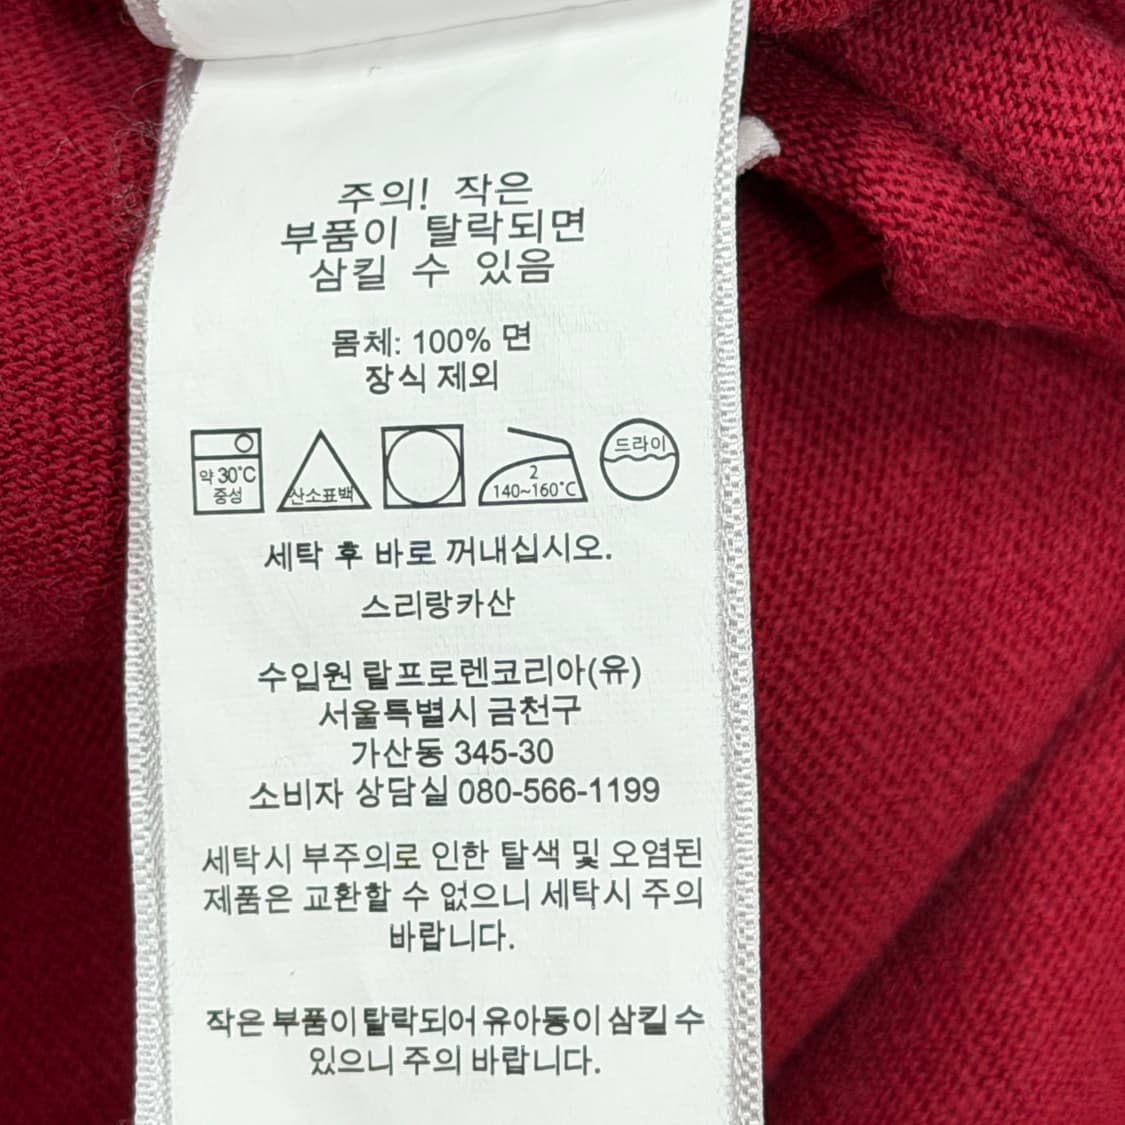 주의! 작은
부품이 탈락되면
삼킬 수 있음
몸체: 100% 면
장식 제외
약 30°C
중성
산소표백
2
140~160°C
드라이
세탁 후 바로 꺼내십시오.
스리랑카산
수입원 랄프로렌코리아(유)
서울특별시 금천구
가산동 345-30
소비자 상담실 080-566-1199
세탁시 부주의로 인한 탈색 및 오염된
제품은 교환할 수 없으니 세탁시 주의
바랍니다.
작은 부품이 탈락되어 유아동이 삼킬 수
있으니 주의 바랍니다.